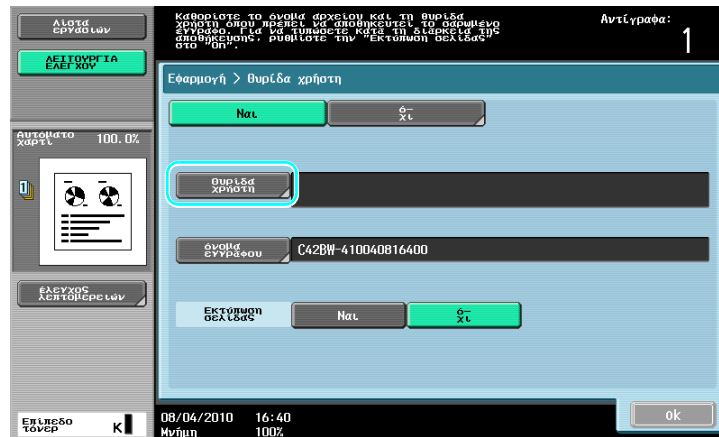 Λίστα
εργασιών
ΛΕΙΤΟΥΡΓΙΑ
ΕΛΕΓΧΟΥ
Αυτόματο
χαρτί
100.0%
1
έλεγχος
λεπτομερειών
Επίπεδο
τόνερ
K
Καθορίστε το όνομα αρχείου και τη θυρίδα
χρήστη όπου πρέπει να αποθηκευτεί το σαρωμένο
έγγραφο. Για να τυπώσετε κατά τη διάρκεια της
αποθήκευσης, ρυθμίστε την "Εκτύπωση σελίδας"
στο "On".
Αντίγραφα:
1
Εφαρμογή > θυρίδα χρήστη
Ναι
ό-
χι
θυρίδα
χρήστη
όνομα
εγγράφου
C42BW-410040816400
Εκτύπωση
σελίδας
Ναι
ό-
χι
08/04/2010 16:40
Μνήμη 100%
ok